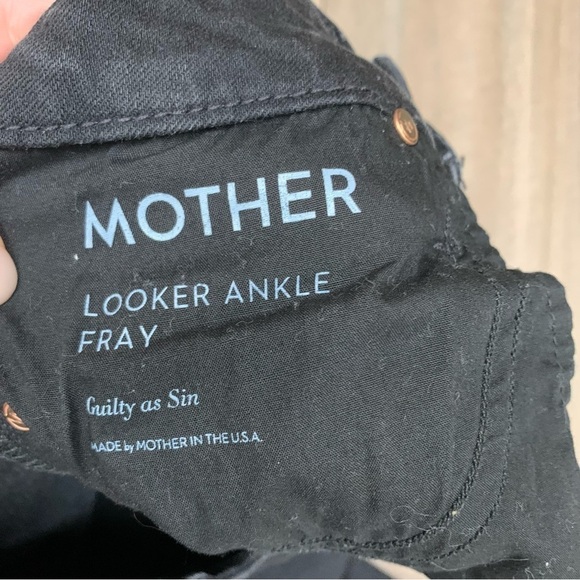 MOTHER
LOOKER ANKLE
FRAY
Guilty as Sin
MADE by MOTHER IN THE U.S.A.